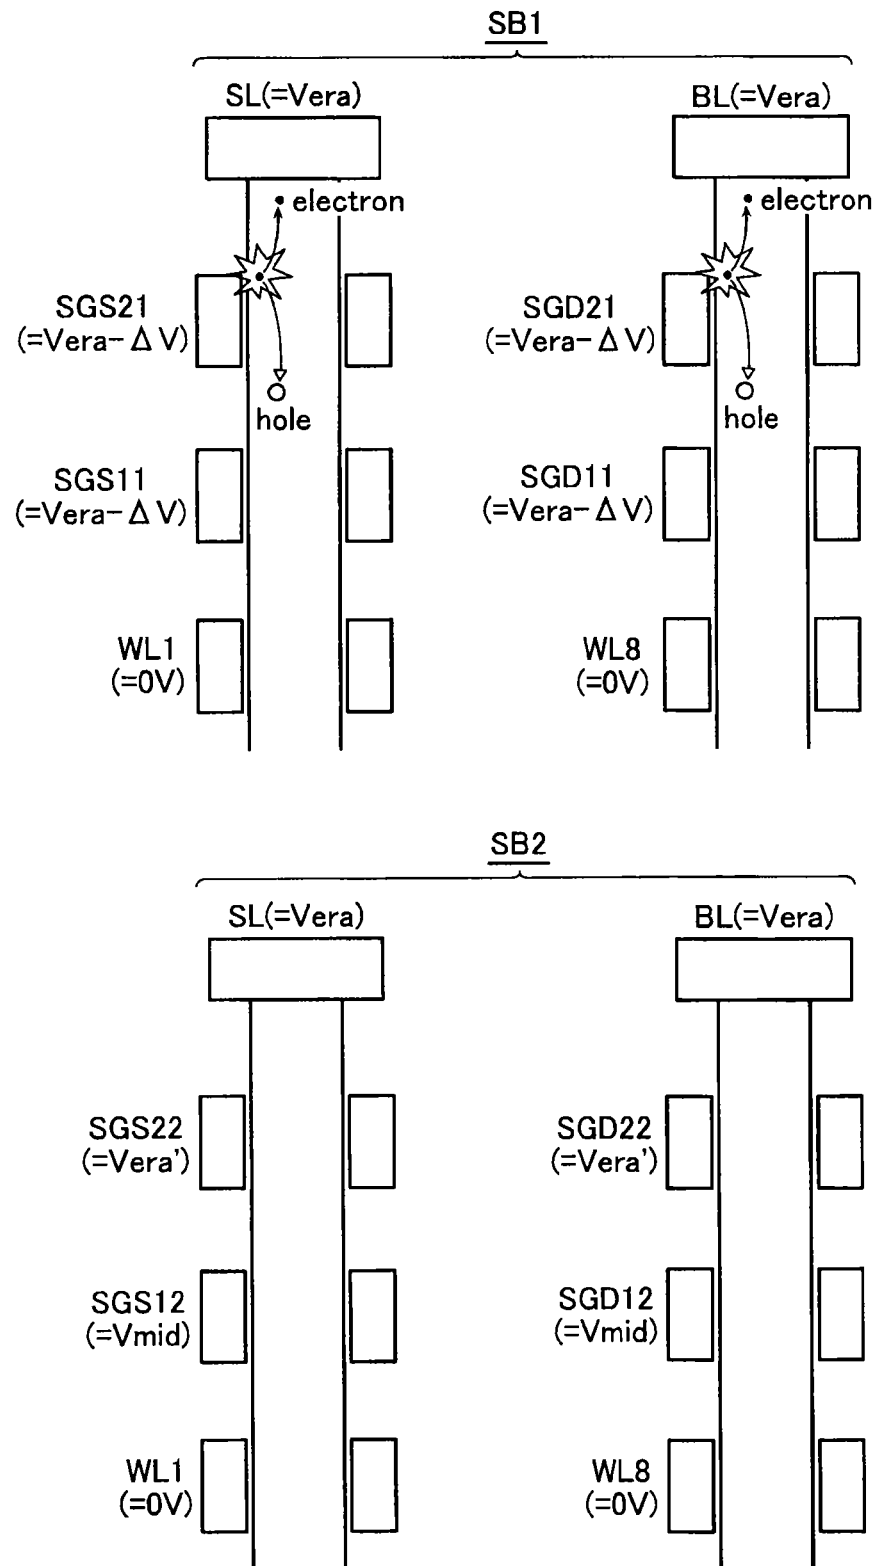 SB1
SL(=Vera)
BL(=Vera)
electron
electron
SGS21
(=Vera-ΔV)
SGD21
(=Vera-ΔV)
hole
hole
SGS11
(=Vera-ΔV)
SGD11
(=Vera-ΔV)
WL1
(=0V)
WL8
(=0V)
SB2
SL(=Vera)
BL(=Vera)
SGS22
(=Vera')
SGD22
(=Vera')
SGS12
(=Vmid)
SGD12
(=Vmid)
WL1
(=0V)
WL8
(=0V)